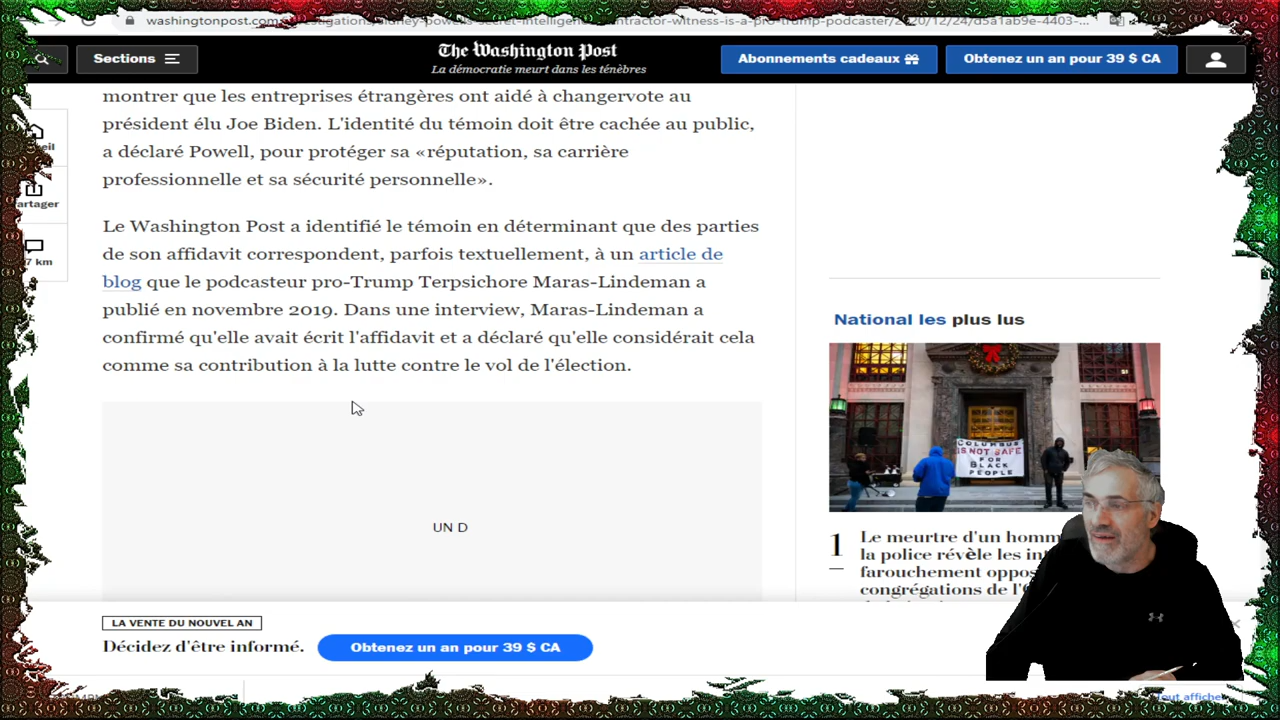 washingtonpost.com
Sections
The Washington Post
La démocratie meurt dans les ténèbres
Abonnements cadeaux
Obtenez un an pour 39 $ CA
montrer que les entreprises étrangères ont aidé à changervote au
président élu Joe Biden. L'identité du témoin doit être cachée au public,
a déclaré Powell, pour protéger sa «réputation, sa carrière
professionnelle et sa sécurité personnelle».
Le Washington Post a identifié le témoin en déterminant que des parties
de son affidavit correspondent, parfois textuellement, à un article de
blog que le podcasteur pro-Trump Terpsichore Maras-Lindeman a
publié en novembre 2019. Dans une interview, Maras-Lindeman a
confirmé qu'elle avait écrit l'affidavit et a déclaré qu'elle considérait cela
comme sa contribution à la lutte contre le vol de l'élection.
UN D
National les plus lus
COLUMBUS
IS NOT SAFE
FOR
BLACK
PEOPLE
1
Le meurtre d'un
la police révèle les
farouchement
congrégations de
LA VENTE DU NOUVEL AN
Décidez d'être informé.
Obtenez un an pour 39 $ CA